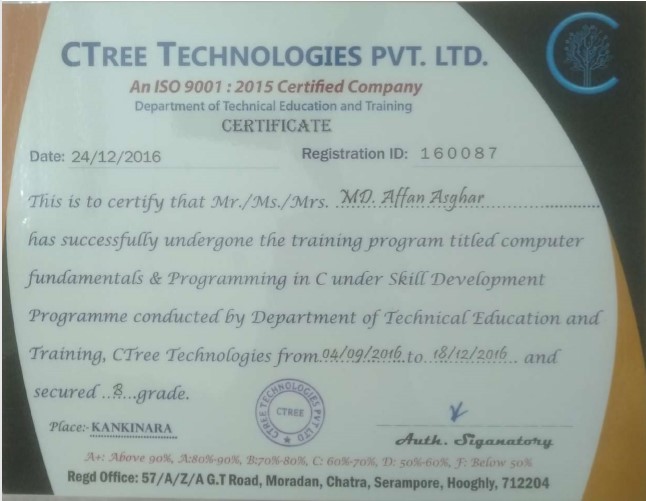 CTREE TECHNOLOGIES PVT. LTD.
An ISO 9001 : 2015 Certified Company
Department of Technical Education and Training
CERTIFICATE
Date: 24/12/2016 Registration ID: 160087
This is to certify that Mr./Ms./Mrs. MD. Affan Asghar
has successfully undergone the training program titled computer
fundamentals & Programming in C under Skill Development
Programme conducted by Department of Technical Education and
Training, CTree Technologies from 04/09/2016 to 18/12/2016 and
secured ..B...grade.
CTREE TECHNOLOGIES PVT LTD
CTREE
Place:- KANKINARA
Auth. Siganatory
A+: Above 90%, A:80%-90%, B:70%-80%, C: 60%-70%, D: 50%-60%, F: Below 50%
Regd Office: 57/A/Z/A G.T Road, Moradan, Chatra, Serampore, Hooghly, 712204